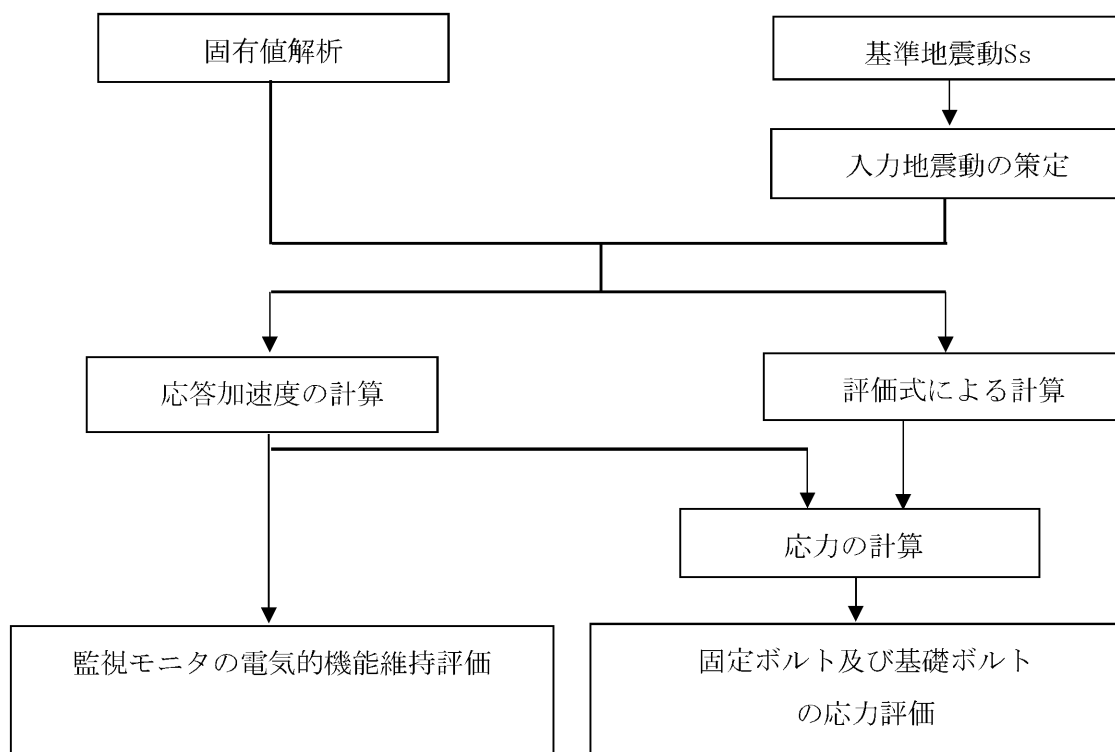 固有値解析
基準地震動Ss
入力地震動の策定
応答加速度の計算
評価式による計算
応力の計算
監視モニタの電気的機能維持評価
固定ボルト及び基礎ボルト
の応力評価